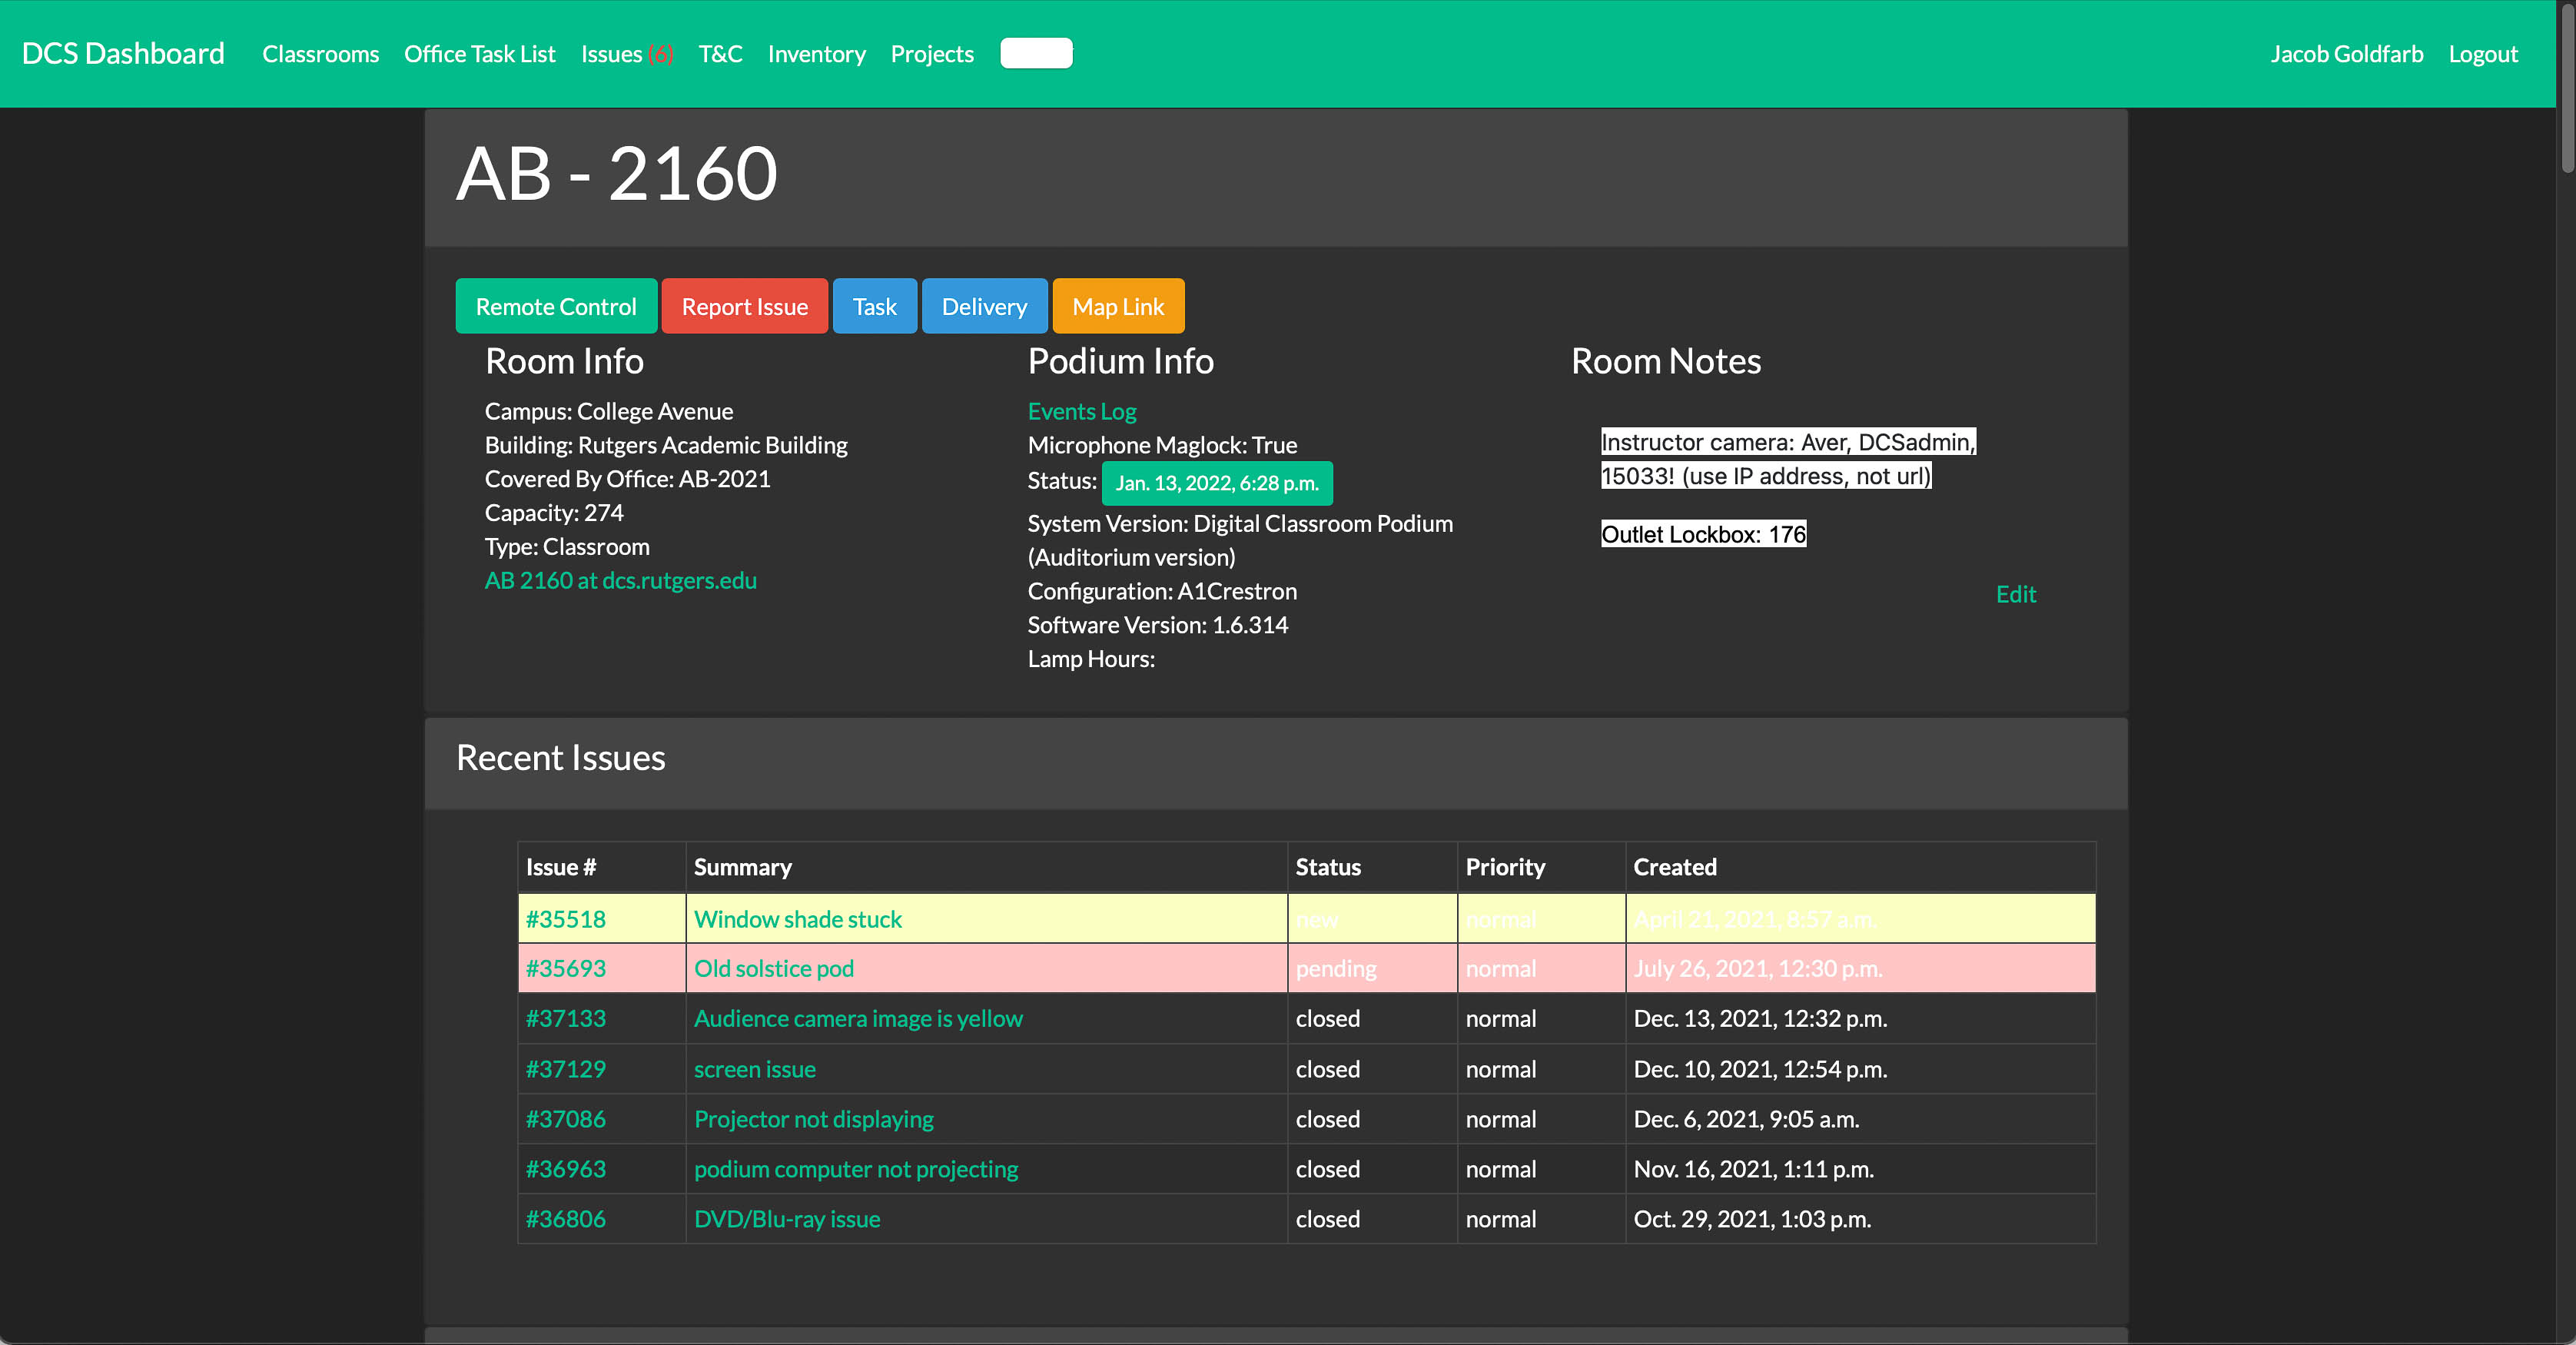 DCS Dashboard Classrooms Office Task List Issues (6) T&C Inventory Projects Jacob Goldfarb Logout
AB - 2160
Remote Control Report Issue Task Delivery Map Link
Room Info
Campus: College Avenue
Building: Rutgers Academic Building
Covered By Office: AB-2021
Capacity: 274
Type: Classroom
AB 2160 at dcs.rutgers.edu
Podium Info
Events Log
Microphone Maglock: True
Status: Jan. 13, 2022, 6:28 p.m.
System Version: Digital Classroom Podium
(Auditorium version)
Configuration: A1Crestron
Software Version: 1.6.314
Lamp Hours:
Room Notes
Instructor camera: Aver, DCSadmin,
15033! (use IP address, not url)
Outlet Lockbox: 176
Edit
Recent Issues
Issue # Summary Status Priority Created
#35518 Window shade stuck new normal April 21, 2021, 8:57 a.m.
#35693 Old solstice pod pending normal July 26, 2021, 12:30 p.m.
#37133 Audience camera image is yellow closed normal Dec. 13, 2021, 12:32 p.m.
#37129 screen issue closed normal Dec. 10, 2021, 12:54 p.m.
#37086 Projector not displaying closed normal Dec. 6, 2021, 9:05 a.m.
#36963 podium computer not projecting closed normal Nov. 16, 2021, 1:11 p.m.
#36806 DVD/Blu-ray issue closed normal Oct. 29, 2021, 1:03 p.m.